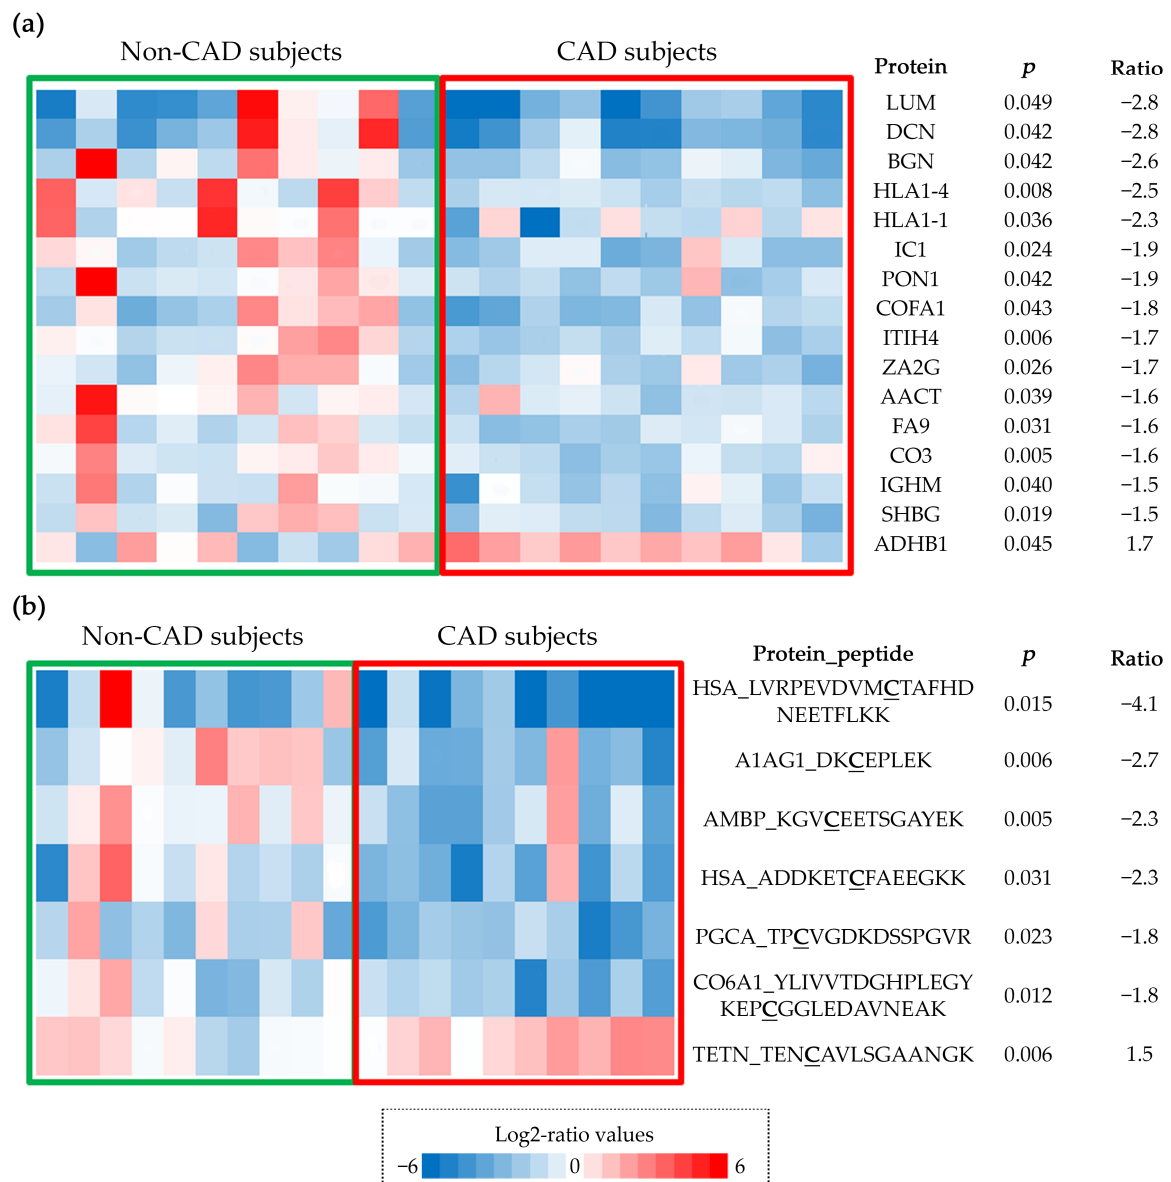 (a)
Non-CAD subjects CAD subjects
Protein p Ratio
LUM 0.049 −2.8
DCN 0.042 −2.8
BGN 0.042 −2.6
HLA1-4 0.008 −2.5
HLA1-1 0.036 −2.3
IC1 0.024 −1.9
PON1 0.042 −1.9
COFA1 0.043 −1.8
ITIH4 0.006 −1.7
ZA2G 0.026 −1.7
AACT 0.039 −1.6
FA9 0.031 −1.6
CO3 0.005 −1.6
IGHM 0.040 −1.5
SHBG 0.019 −1.5
ADHB1 0.045 1.7
(b)
Non-CAD subjects CAD subjects
Protein_peptide p Ratio
HSA_LVRPEVDVMCTAFHD
NEETFLKK 0.015 −4.1
A1AG1_DKCEPLEK 0.006 −2.7
AMBP_KGVCEETSGAYEK 0.005 −2.3
HSA_ADDKETCFAEEGKK 0.031 −2.3
PGCA_TPCVGDKDSSPGVR 0.023 −1.8
CO6A1_YLIVVTDGHPLEGY
KEPCGGLEDAVNEAK 0.012 −1.8
TETN_TENCAVLSGAANGK 0.006 1.5
Log2-ratio values
−6 0 6